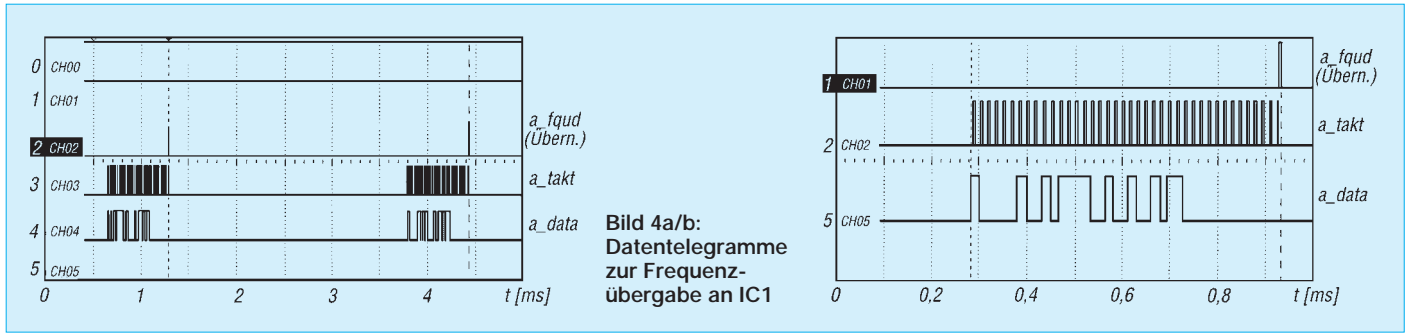 0 CH00
1 CH01
2 CH02
3 CH03
4 CH04
5 CH05
a_fqud
(Übern.)
a_takt
a_data
0 1 2 3 4 t [ms]
Bild 4a/b:
Datentelegramme
zur Frequenz-
übergabe an IC1
1 CH01
2 CH02
5 CH05
a_fqud
(Übern.)
a_takt
a_data
0 0,2 0,4 0,6 0,8 t [ms]